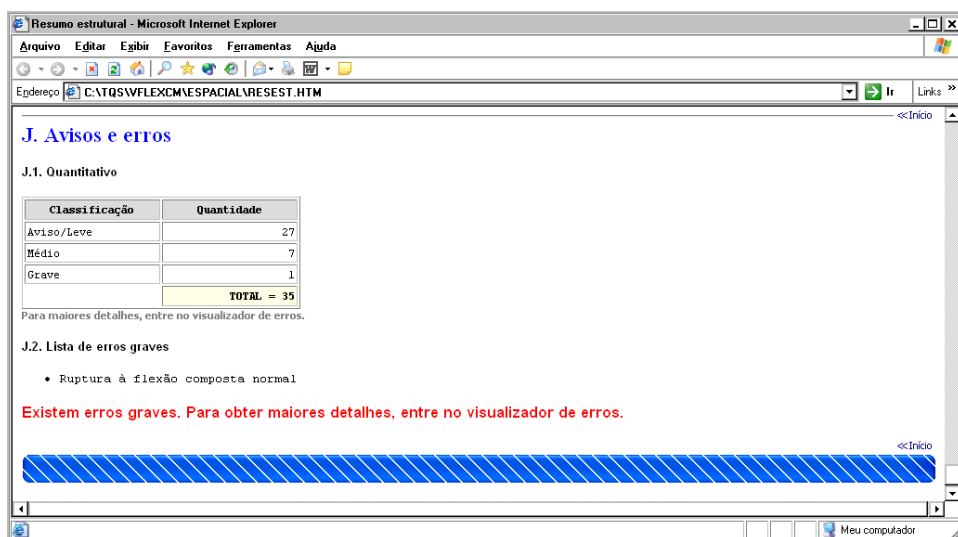 Resumo estrutural - Microsoft Internet Explorer
Arquivo Editar Exibir Favoritos Ferramentas Ajuda
Endereço C:\TQS\VFLEXCM\ESPACIAL\RESEST.HTM Ir Links »
<<Início
J. Avisos e erros
J.1. Quantitativo
Classificação Quantidade
Aviso/Leve 27
Médio 7
Grave 1
TOTAL = 35
Para maiores detalhes, entre no visualizador de erros.
J.2. Lista de erros graves
• Ruptura à flexão composta normal
Existem erros graves. Para obter maiores detalhes, entre no visualizador de erros.
<<Início
Meu computador